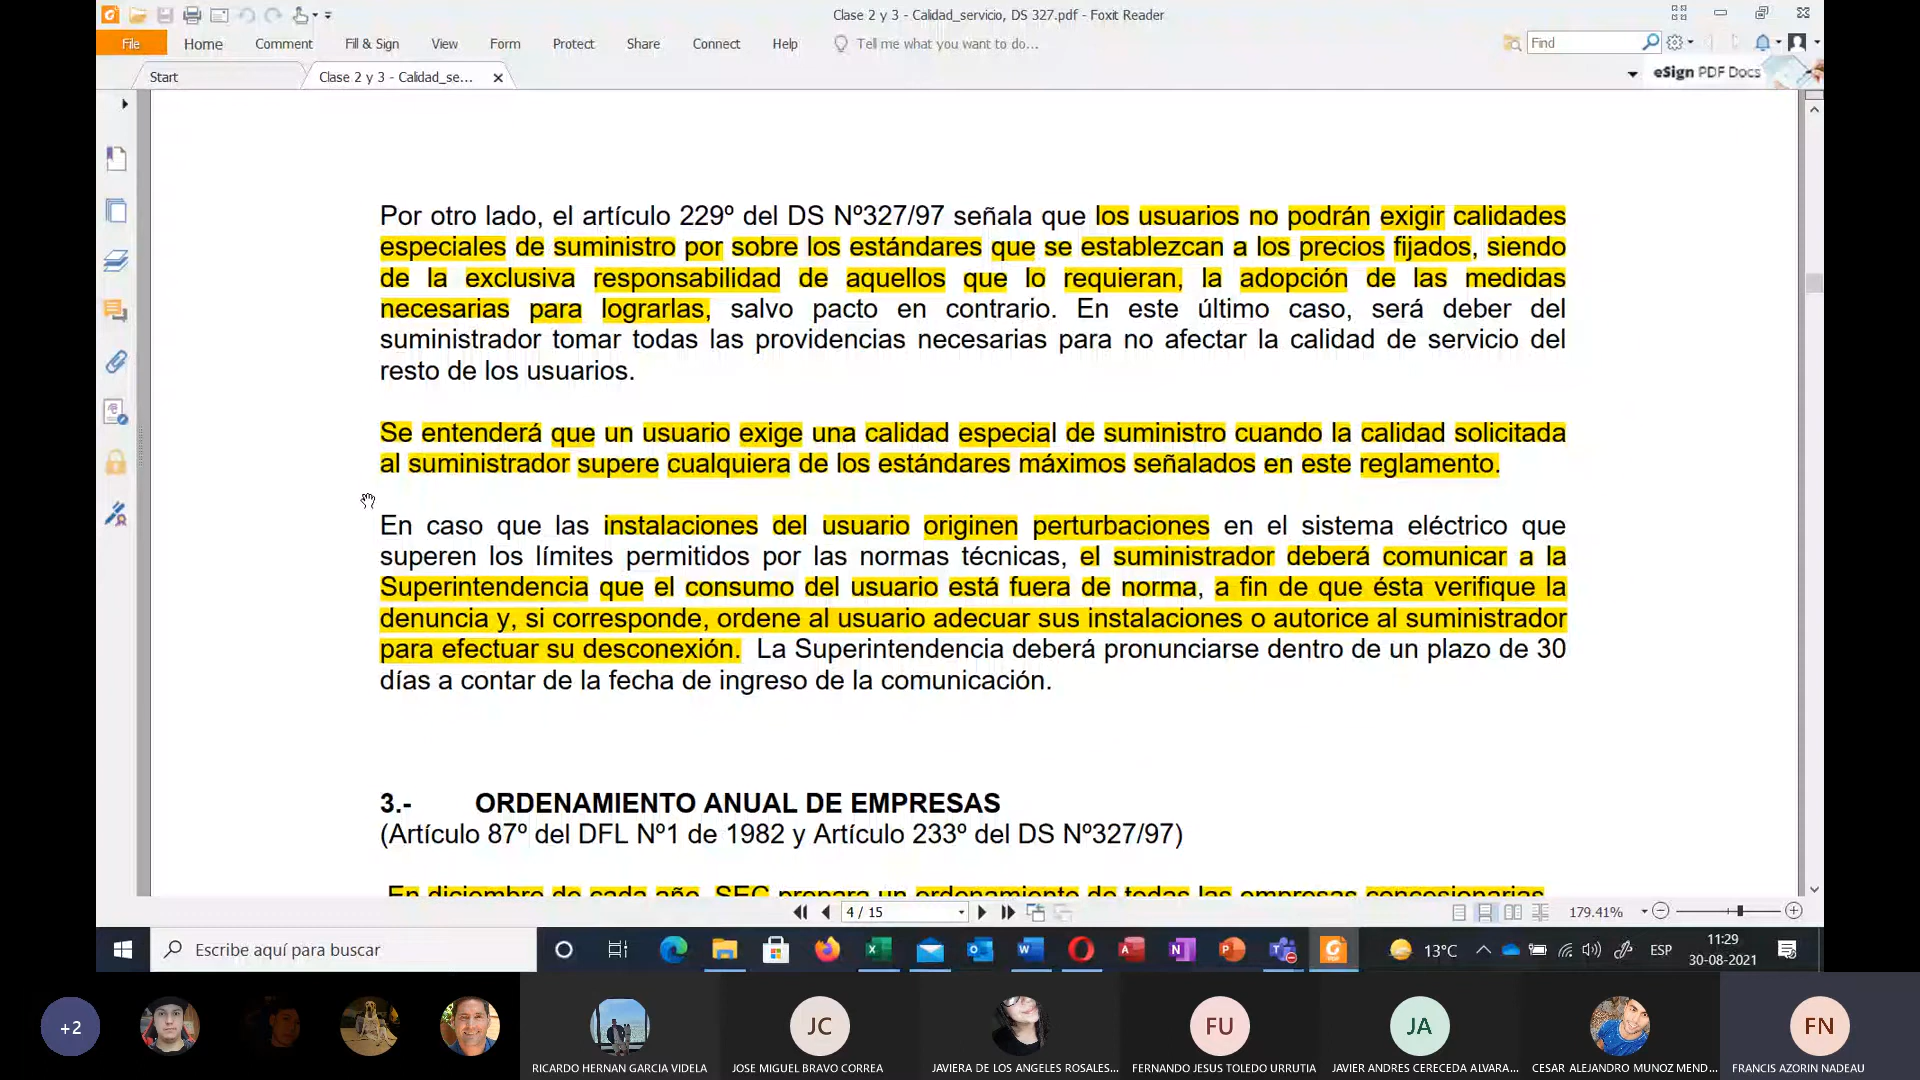 Clase 2 y 3 - Calidad_servicio, DS 327.pdf - Foxit Reader
File Home Comment Fill & Sign View Form Protect Share Connect Help Tell me what you want to do... Find
Start Clase 2 y 3 - Calidad_se... eSign PDF Docs
Por otro lado, el artículo 229º del DS Nº327/97 señala que los usuarios no podrán exigir calidades
especiales de suministro por sobre los estándares que se establezcan a los precios fijados, siendo
de la exclusiva responsabilidad de aquellos que lo requieran, la adopción de las medidas
necesarias para lograrlas, salvo pacto en contrario. En este último caso, será deber del
suministrador tomar todas las providencias necesarias para no afectar la calidad de servicio del
resto de los usuarios.
Se entenderá que un usuario exige una calidad especial de suministro cuando la calidad solicitada
al suministrador supere cualquiera de los estándares máximos señalados en este reglamento.
En caso que las instalaciones del usuario originen perturbaciones en el sistema eléctrico que
superen los límites permitidos por las normas técnicas, el suministrador deberá comunicar a la
Superintendencia que el consumo del usuario está fuera de norma, a fin de que ésta verifique la
denuncia y, si corresponde, ordene al usuario adecuar sus instalaciones o autorice al suministrador
para efectuar su desconexión. La Superintendencia deberá pronunciarse dentro de un plazo de 30
días a contar de la fecha de ingreso de la comunicación.
3.- ORDENAMIENTO ANUAL DE EMPRESAS
(Artículo 87º del DFL Nº1 de 1982 y Artículo 233º del DS Nº327/97)
En diciembre de cada año, SEC prepara un ordenamiento de todas las empresas concesionarias
4 / 15 179.41%
Escribe aquí para buscar 13°C ESP 11:29
30-08-2021
+2 JC FU JA FN
RICARDO HERNAN GARCIA VIDELA JOSE MIGUEL BRAVO CORREA JAVIERA DE LOS ANGELES ROSALES... FERNANDO JESUS TOLEDO URRUTIA JAVIER ANDRES CERECEDA ALVARA... CESAR ALEJANDRO MUNOZ MEND... FRANCIS AZORIN NADEAU